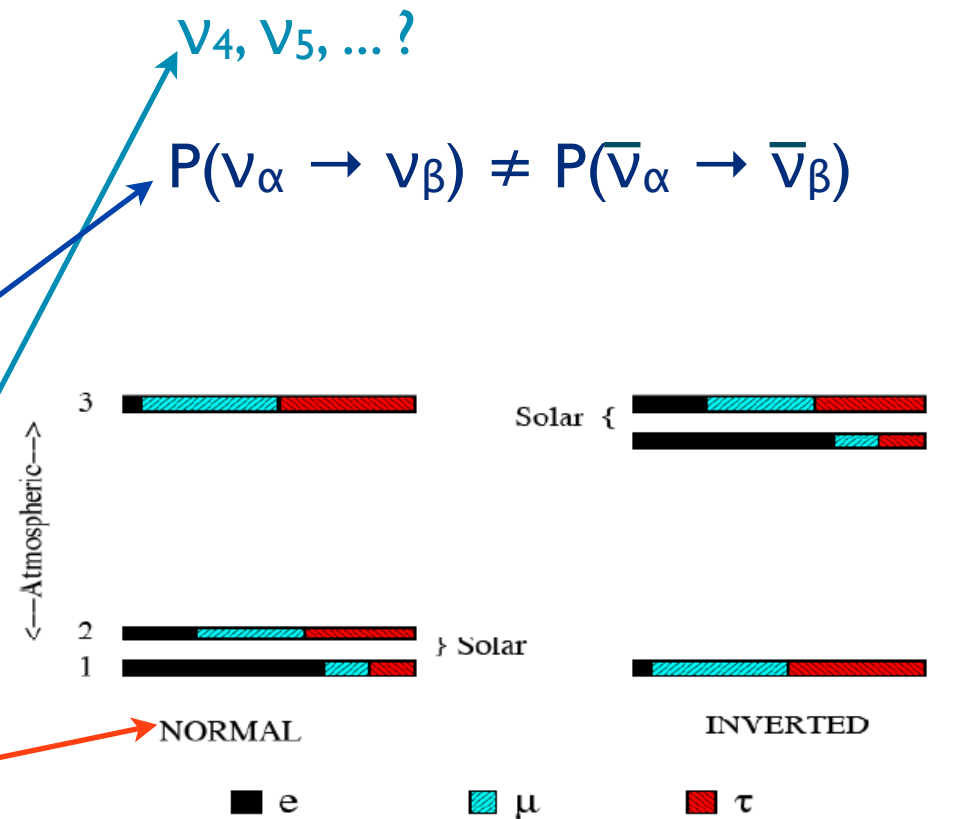 ν4, ν5, ... ?
P(να → νβ) ≠ P(ν̅α → ν̅β)
3
Solar {
<--Atmospheric-->
2
} Solar
1
NORMAL
INVERTED
e
μ
τ